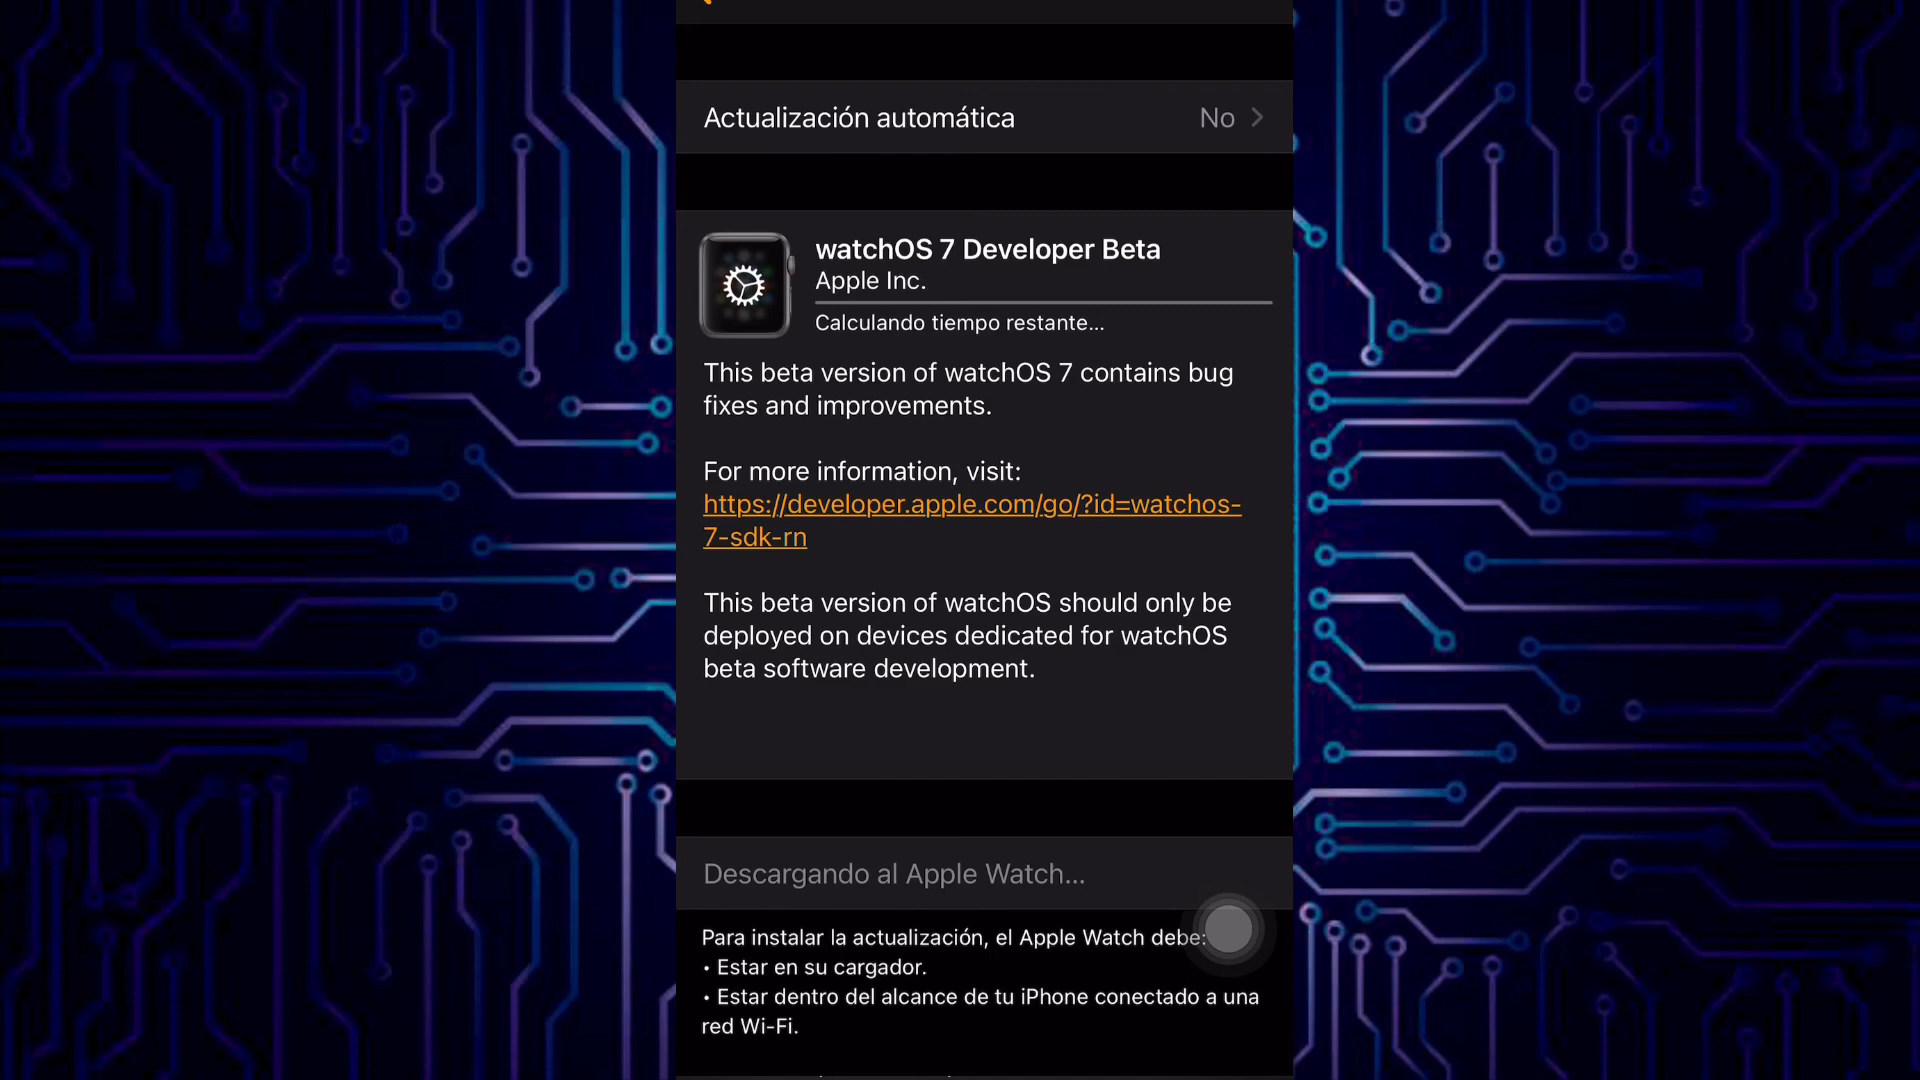 Actualización automática No
watchOS 7 Developer Beta
Apple Inc.
Calculando tiempo restante...
This beta version of watchOS 7 contains bug
fixes and improvements.
For more information, visit:
https://developer.apple.com/go/?id=watchos-
7-sdk-rn
This beta version of watchOS should only be
deployed on devices dedicated for watchOS
beta software development.
Descargando al Apple Watch...
Para instalar la actualización, el Apple Watch debe:
• Estar en su cargador.
• Estar dentro del alcance de tu iPhone conectado a una
red Wi-Fi.